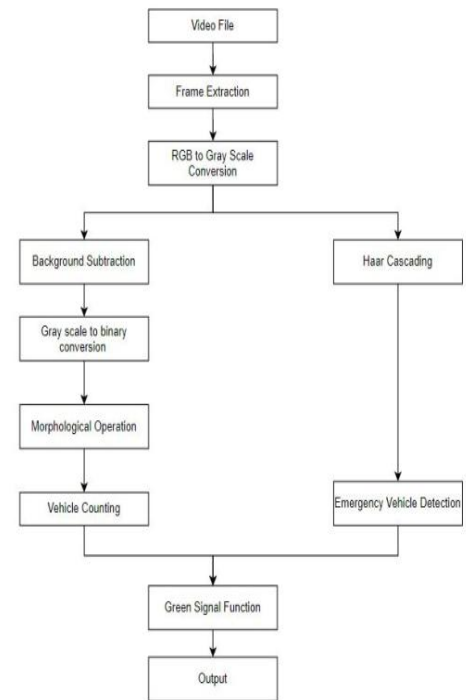 Video File
Frame Extraction
RGB to Gray Scale
Conversion
Background Subtraction
Haar Cascading
Gray scale to binary
conversion
Morphological Operation
Vehicle Counting
Emergency Vehicle Detection
Green Signal Function
Output